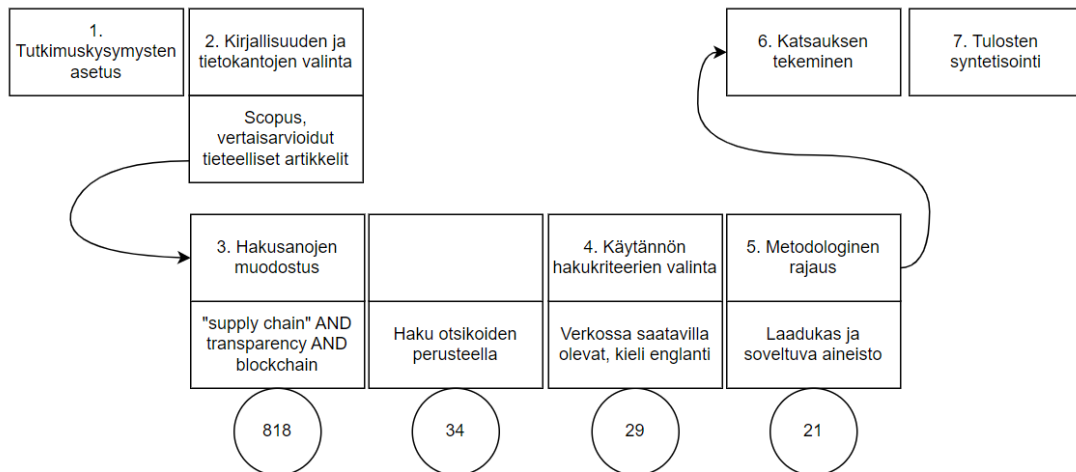 1.
Tutkimuskysymysten
asetus
2. Kirjallisuuden ja
tietokantojen valinta
Scopus,
vertaisarvioidut
tieteelliset artikkelit
3. Hakusanojen
muodostus
"supply chain" AND
transparency AND
blockchain
818
Haku otsikoiden
perusteella
34
4. Käytännön
hakukriteerien valinta
Verkossa saatavilla
olevat, kieli englanti
29
5. Metodologinen
rajaus
Laadukas ja
soveltuva aineisto
21
6. Katsauksen
tekeminen
7. Tulosten
syntetisointi